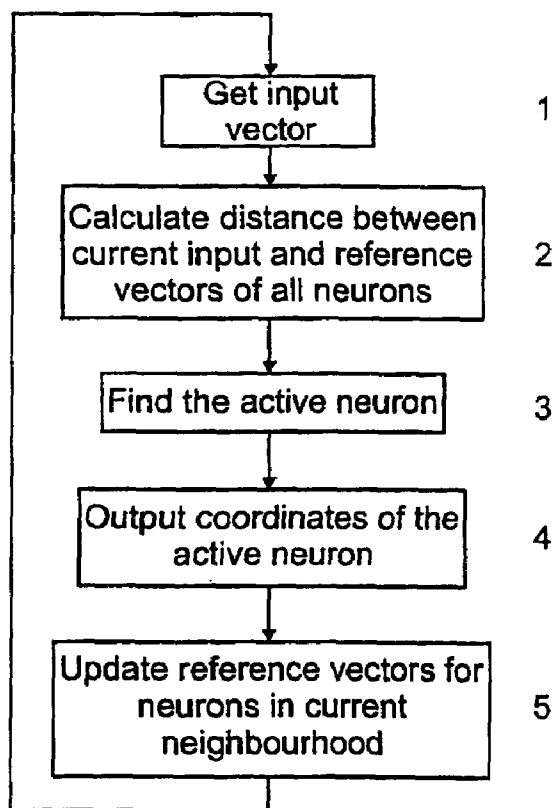 Get input
vector
1
Calculate distance between
current input and reference
vectors of all neurons
2
Find the active neuron
3
Output coordinates of the
active neuron
4
Update reference vectors for
neurons in current
neighbourhood
5